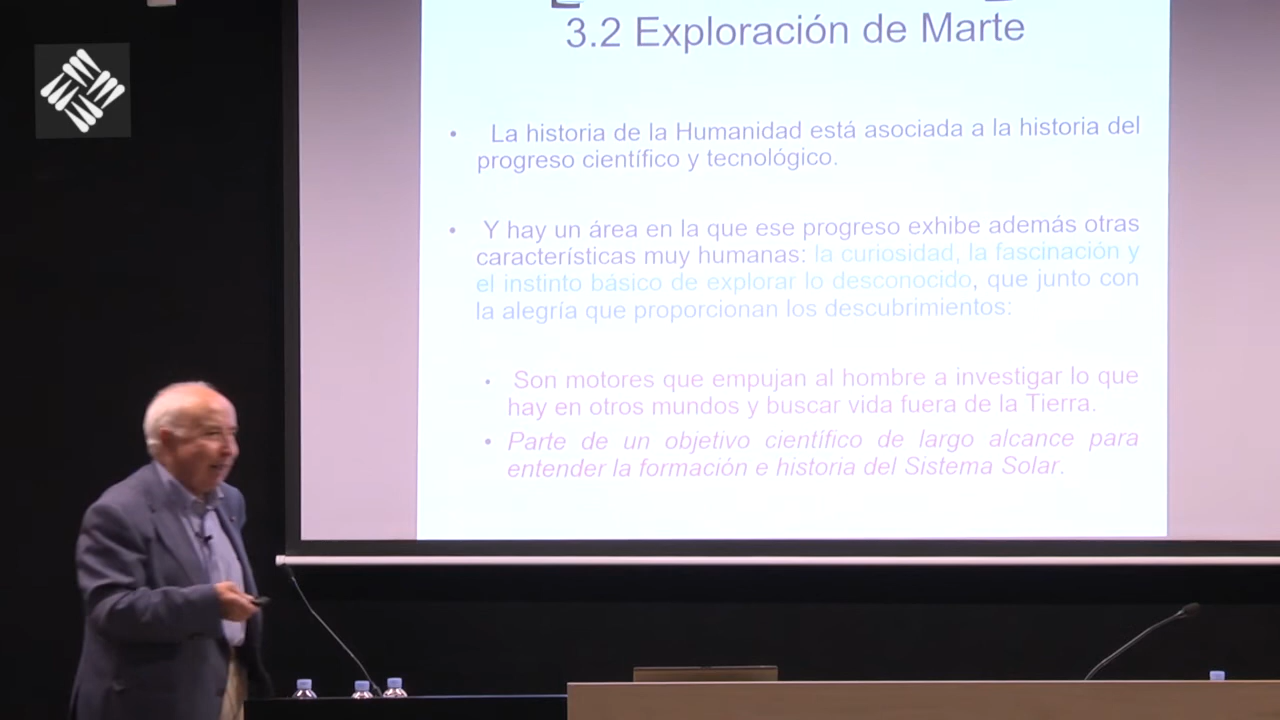 3.2 Exploración de Marte
• La historia de la Humanidad está asociada a la historia del
progreso científico y tecnológico.
• Y hay un área en la que ese progreso exhibe además otras
características muy humanas: la curiosidad, la fascinación y
el instinto básico de explorar lo desconocido, que junto con
la alegría que proporcionan los descubrimientos:
• Son motores que empujan al hombre a investigar lo que
hay en otros mundos y buscar vida fuera de la Tierra.
• Parte de un objetivo científico de largo alcance para
entender la formación e historia del Sistema Solar.